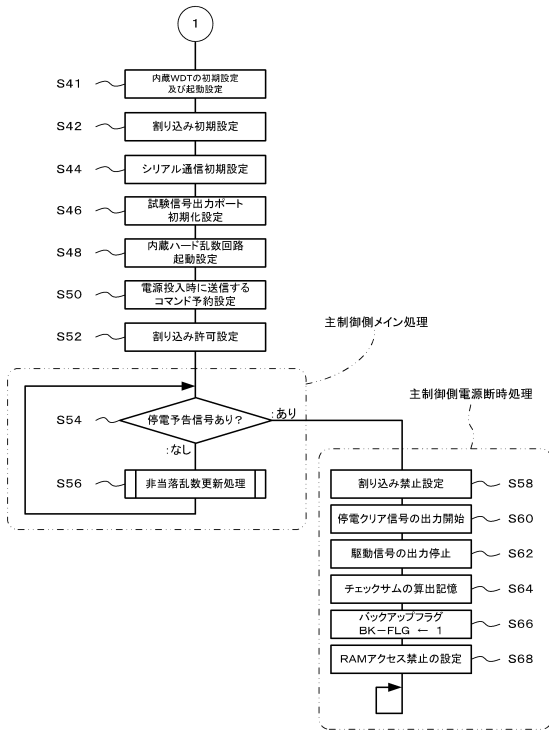 1
S41
内蔵WDTの初期設定
及び起動設定
S42
割り込み初期設定
S44
シリアル通信初期設定
S46
試験信号出力ポート
初期化設定
S48
内蔵ハード乱数回路
起動設定
S50
電源投入時に送信する
コマンド予約設定
S52
割り込み許可設定
主制御側メイン処理
主制御側電源断時処理
S54
停電予告信号あり?
:あり
:なし
S56
非当落乱数更新処理
割り込み禁止設定
S58
停電クリア信号の出力開始
S60
駆動信号の出力停止
S62
チェックサムの算出記憶
S64
バックアップフラグ
BK-FLG ← 1
S66
RAMアクセス禁止の設定
S68